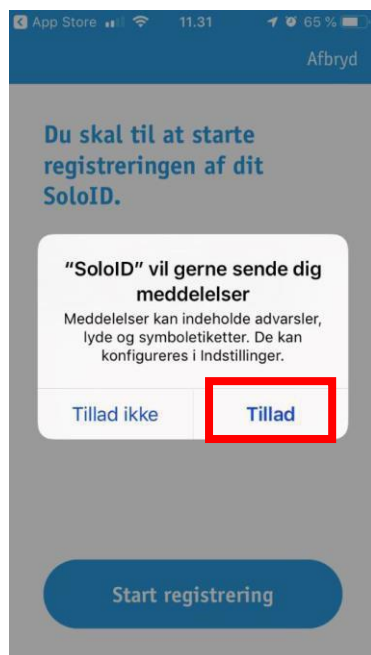 App Store 11.31 65 %
Afbryd
Du skal til at starte
registreringen af dit
SoloID.
"SoloID" vil gerne sende dig
meddelelser
Meddelelser kan indeholde advarsler,
lyde og symboletiketter. De kan
konfigureres i Indstillinger.
Tillad ikke Tillad
Start registrering